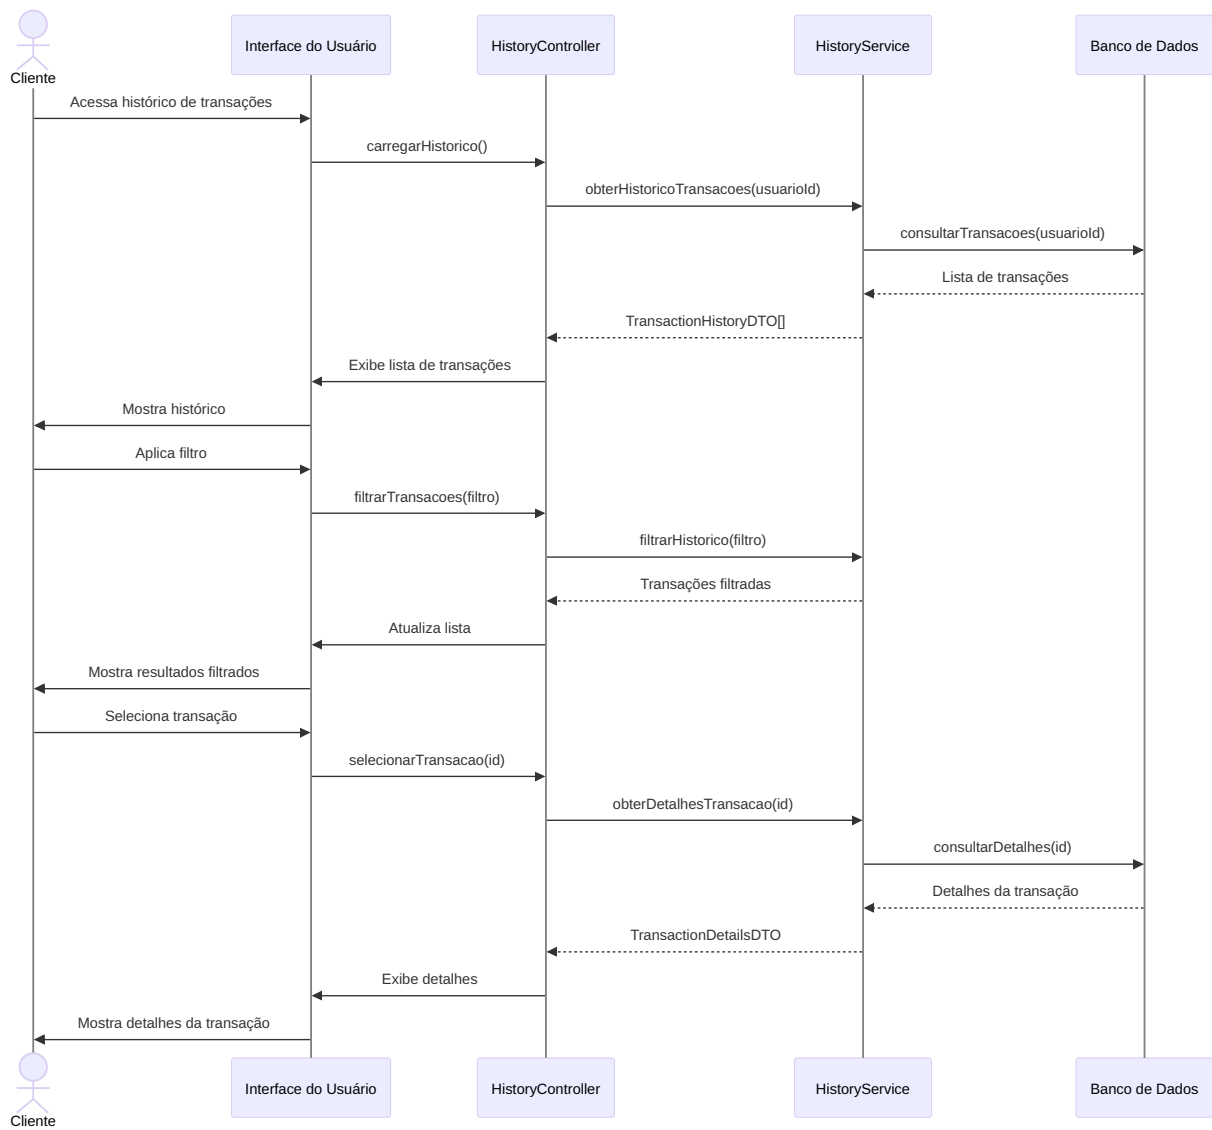 Cliente
Interface do Usuário
HistoryController
HistoryService
Banco de Dados
Acessa histórico de transações
carregarHistorico()
obterHistoricoTransacoes(usuarioId)
consultarTransacoes(usuarioId)
Lista de transações
TransactionHistoryDTO[]
Exibe lista de transações
Mostra histórico
Aplica filtro
filtrarTransacoes(filtro)
filtrarHistorico(filtro)
Transações filtradas
Atualiza lista
Mostra resultados filtrados
Seleciona transação
selecionarTransacao(id)
obterDetalhesTransacao(id)
consultarDetalhes(id)
Detalhes da transação
TransactionDetailsDTO
Exibe detalhes
Mostra detalhes da transação
Cliente
Interface do Usuário
HistoryController
HistoryService
Banco de Dados